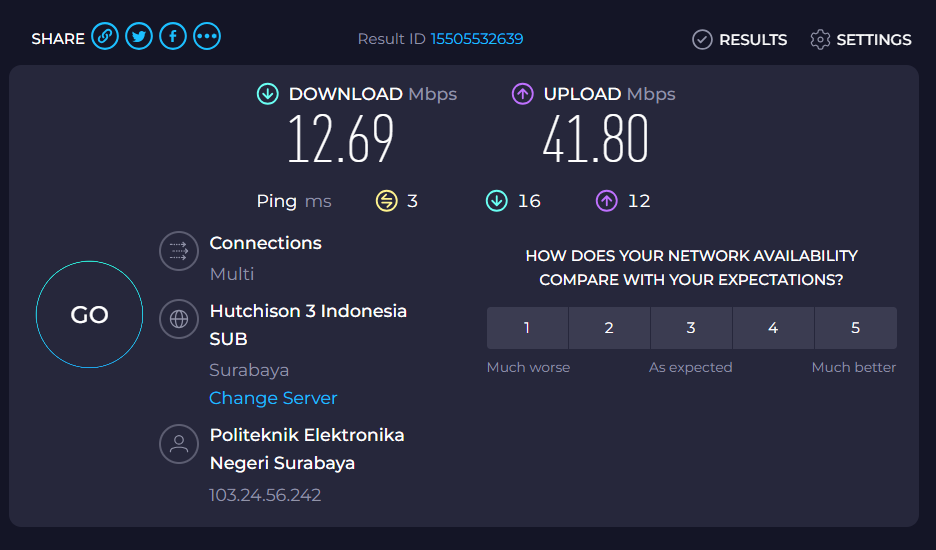 SHARE
Result ID 15505532639
RESULTS
SETTINGS
DOWNLOAD Mbps
12.69
UPLOAD Mbps
41.80
Ping ms 3 16 12
GO
Connections
Multi
Hutchison 3 Indonesia
SUB
Surabaya
Change Server
Politeknik Elektronika
Negeri Surabaya
103.24.56.242
HOW DOES YOUR NETWORK AVAILABILITY
COMPARE WITH YOUR EXPECTATIONS?
1 2 3 4 5
Much worse As expected Much better